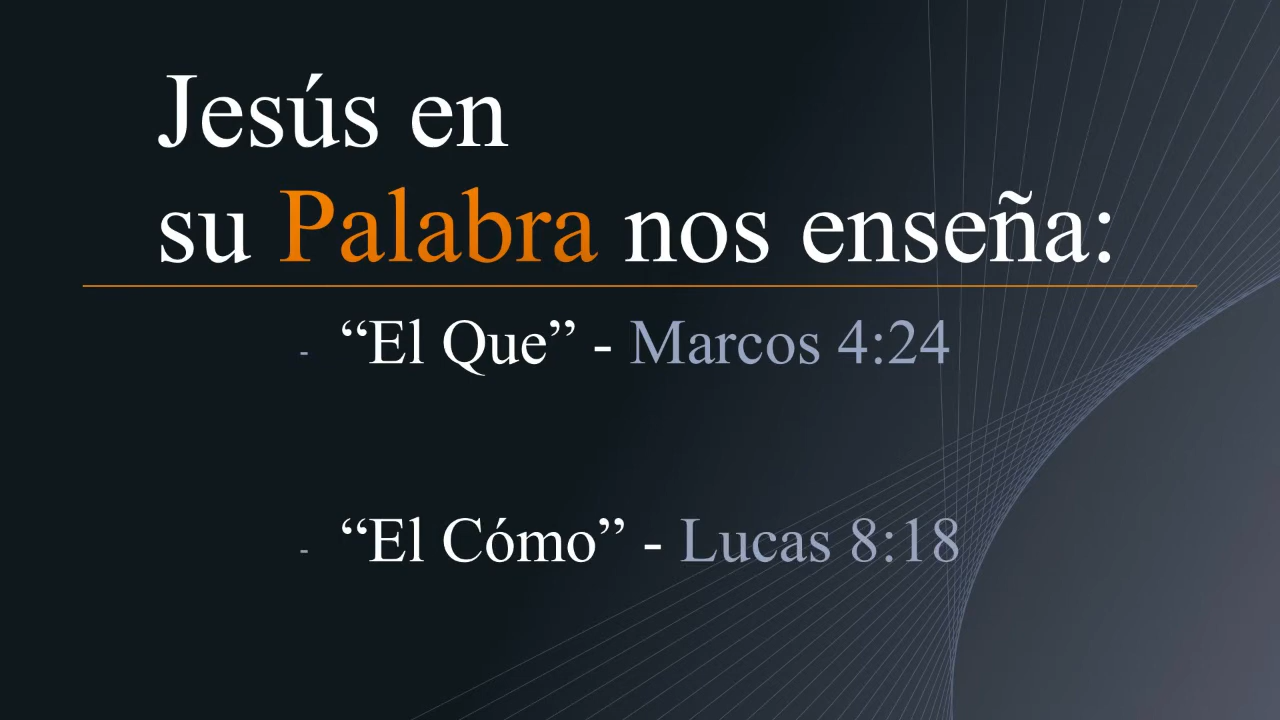 Jesús en
su Palabra nos enseña:
- “El Que” - Marcos 4:24
- “El Cómo” - Lucas 8:18